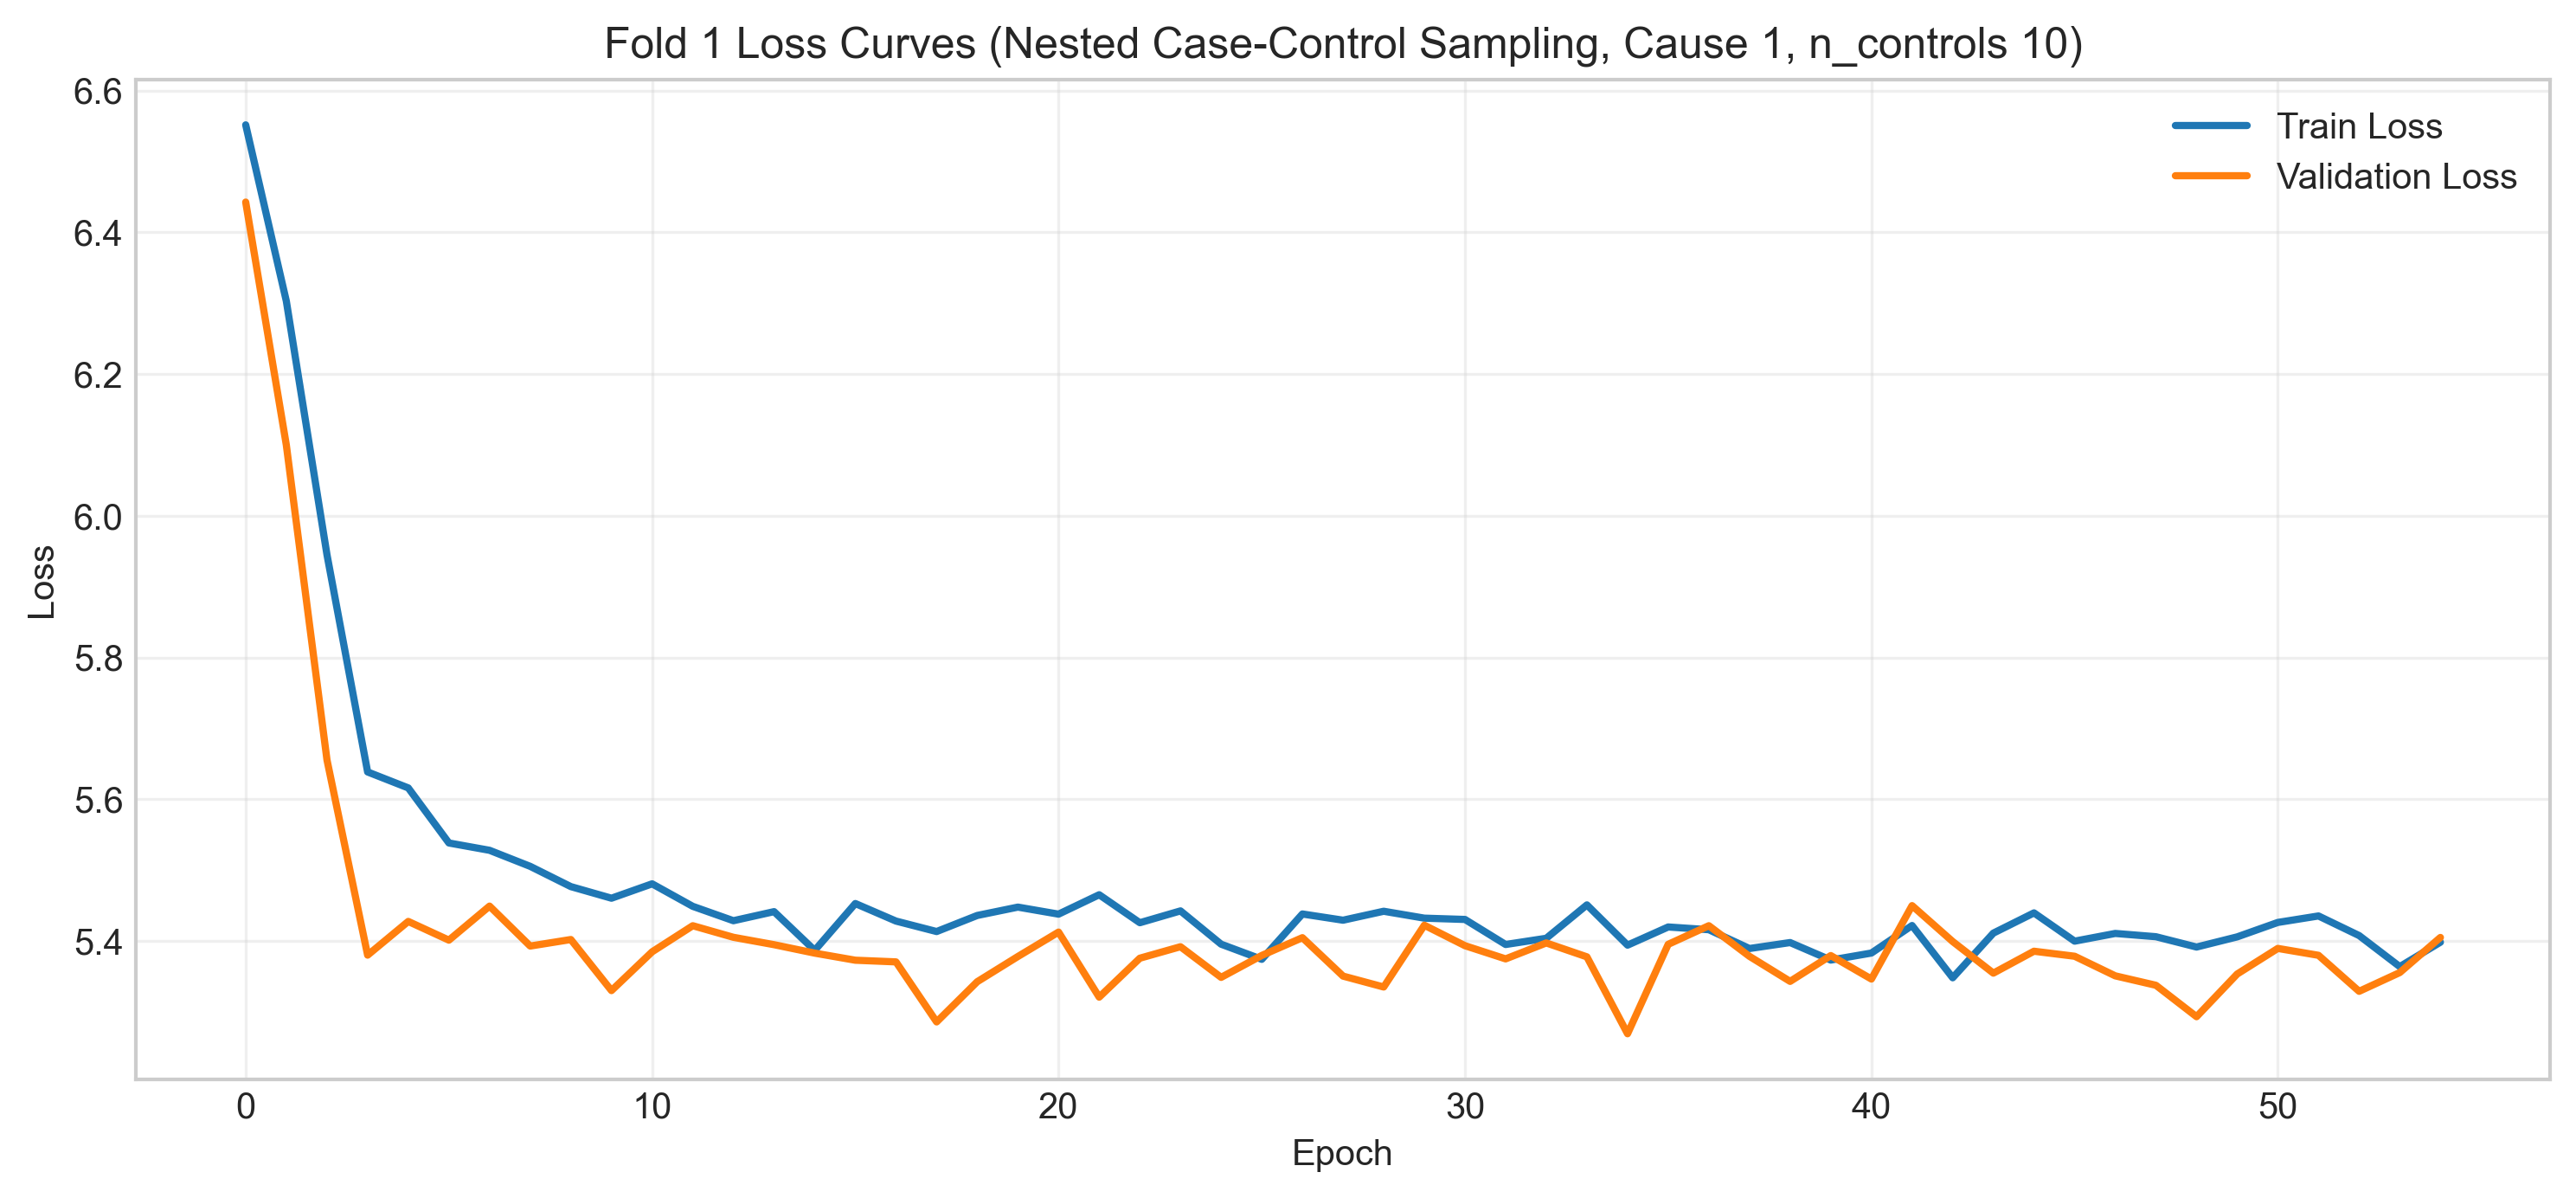 Fold 1 Loss Curves (Nested Case-Control Sampling, Cause 1, n_controls 10)
Train Loss
Validation Loss
Loss
6.6
6.4
6.2
6.0
5.8
5.6
5.4
0 10 20 30 40 50
Epoch